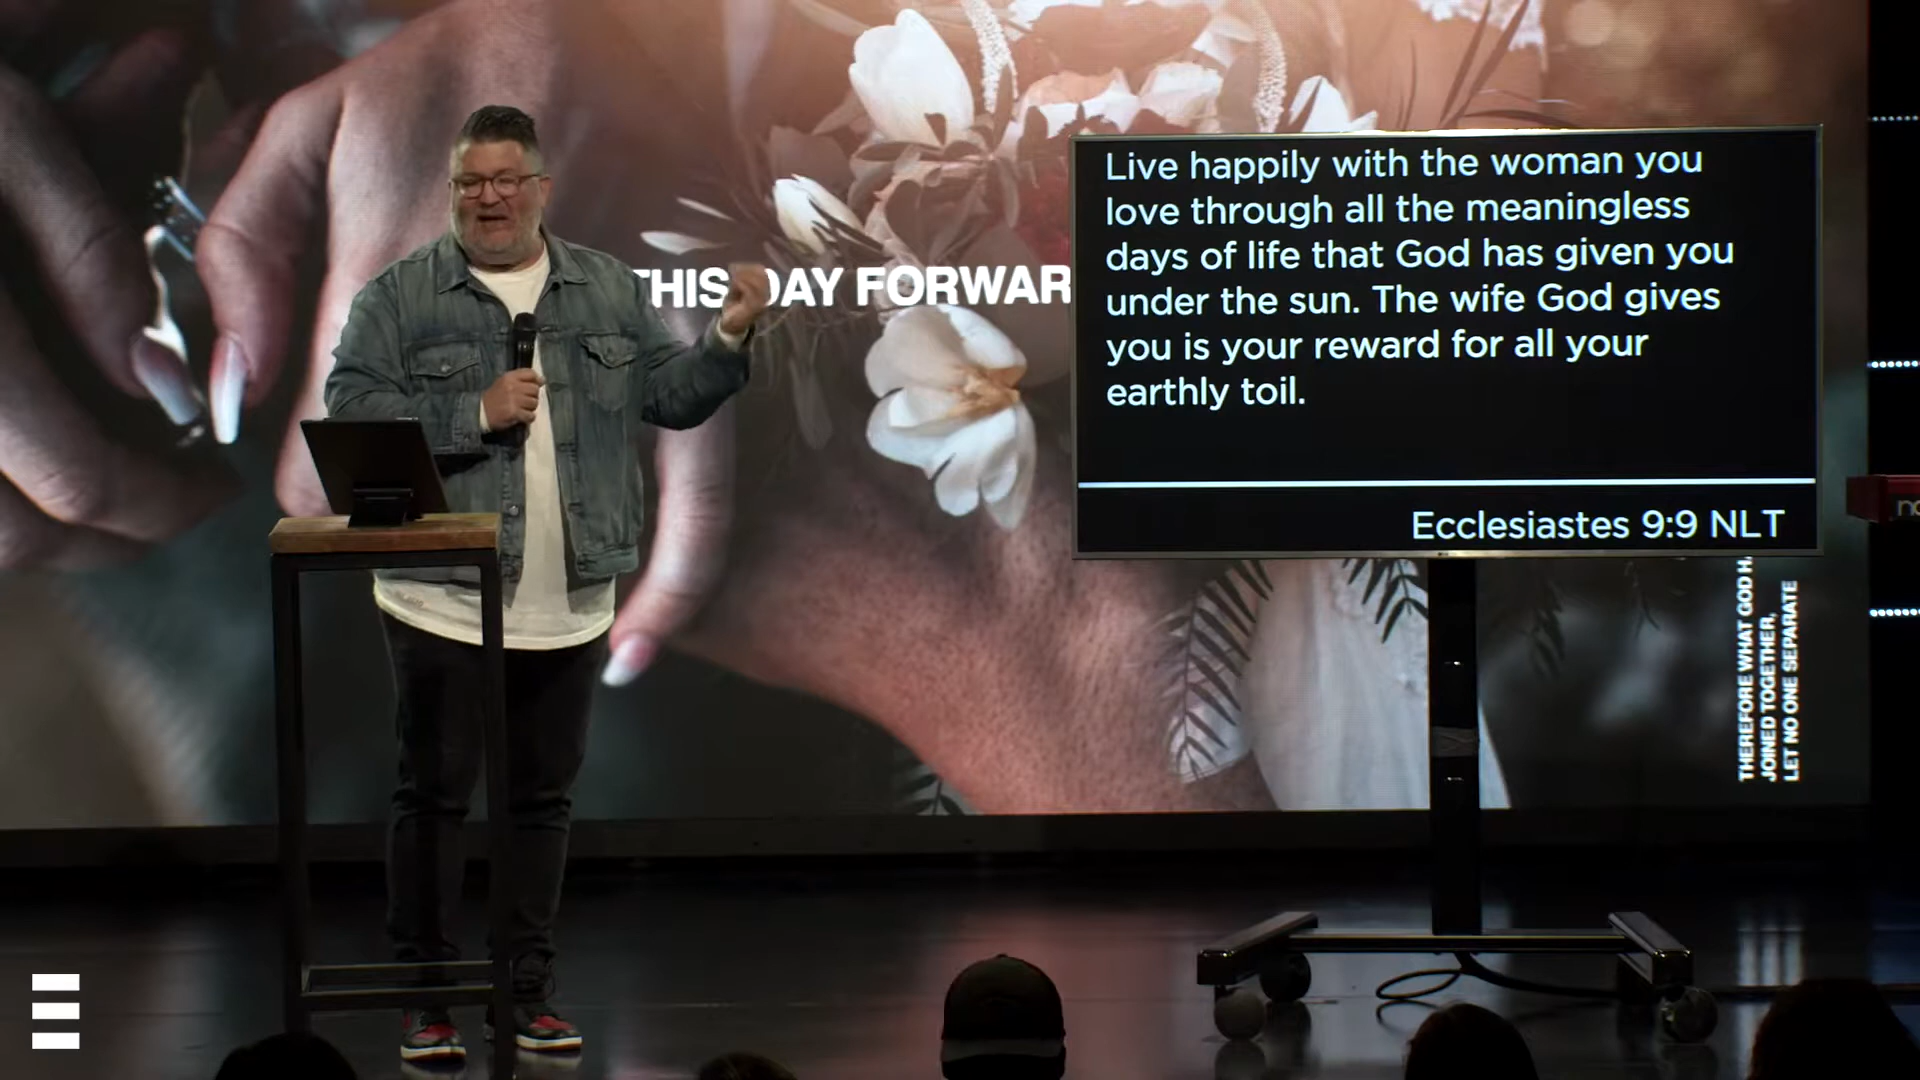 THIS DAY FORWAR
Live happily with the woman you
love through all the meaningless
days of life that God has given you
under the sun. The wife God gives
you is your reward for all your
earthly toil.
Ecclesiastes 9:9 NLT
THEREFORE WHAT GOD HA
JOINED TOGETHER,
LET NO ONE SEPARATE